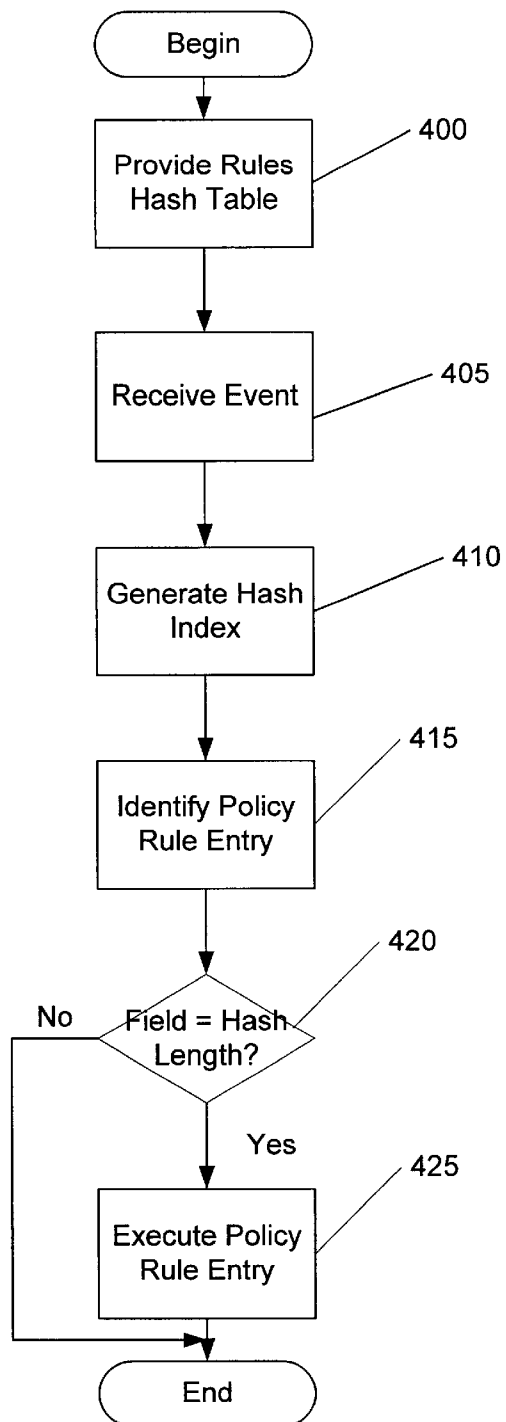 Begin
400
Provide Rules
Hash Table
405
Receive Event
410
Generate Hash
Index
415
Identify Policy
Rule Entry
420
No
Field = Hash
Length?
Yes
425
Execute Policy
Rule Entry
End